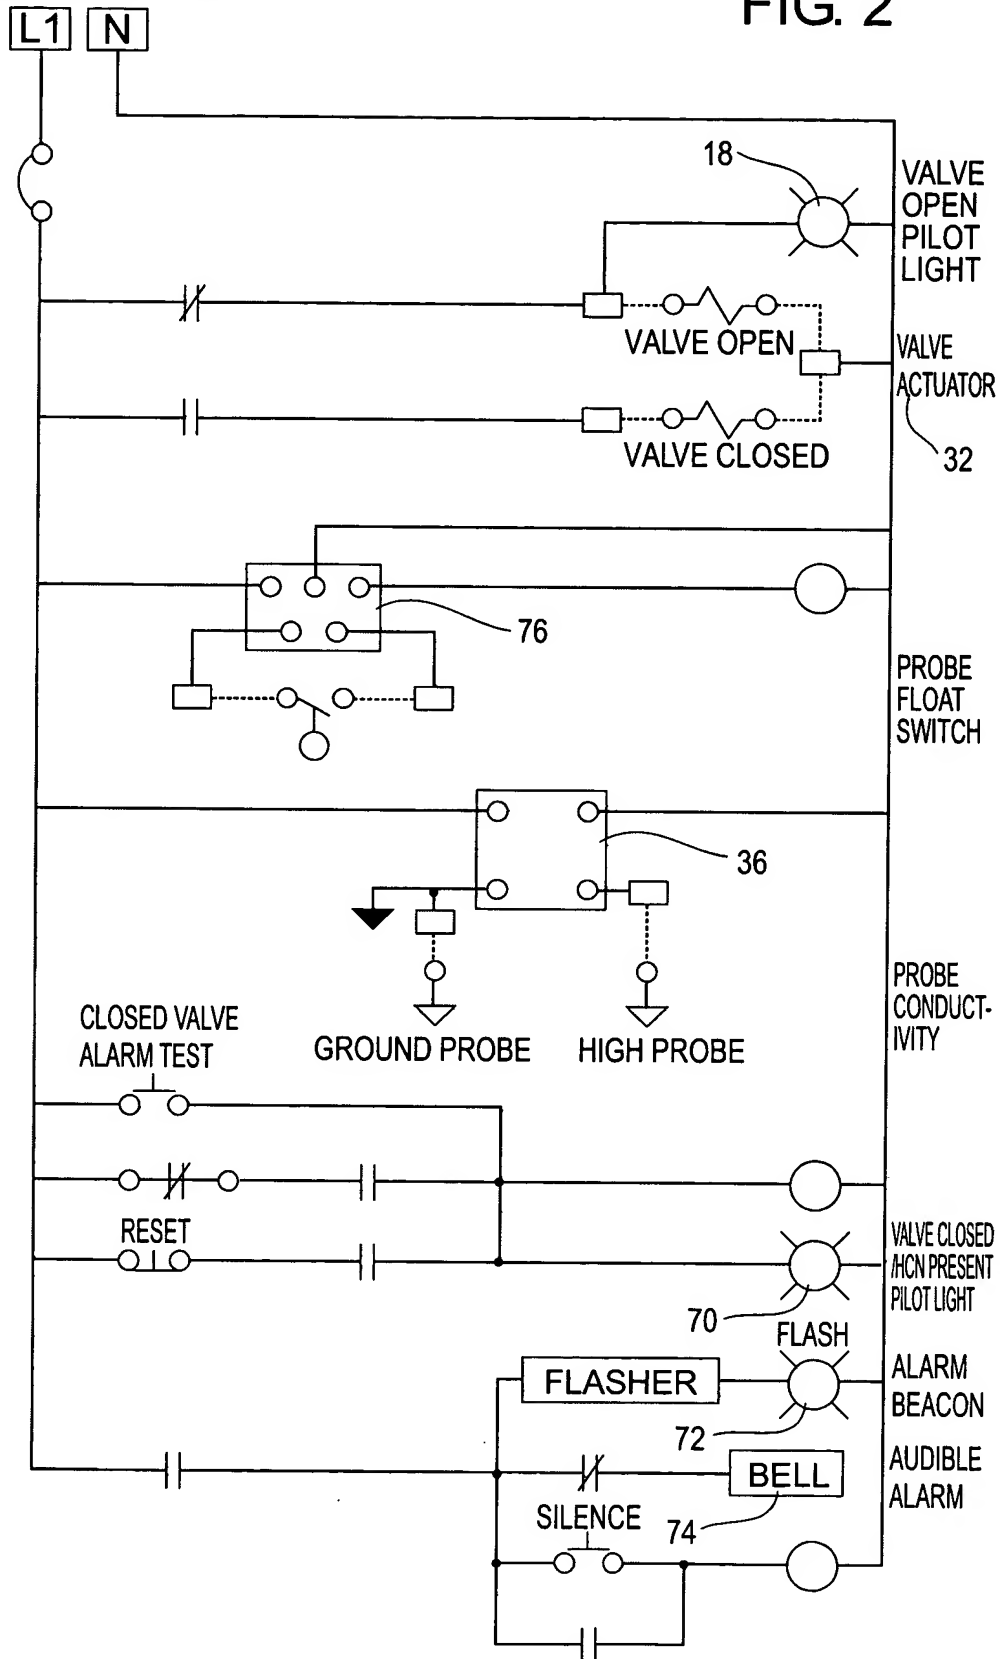 FIG. 2
L1 N
18
VALVE
OPEN
PILOT
LIGHT
VALVE OPEN
VALVE
ACTUATOR
32
VALVE CLOSED
76
PROBE
FLOAT
SWITCH
36
PROBE
CONDUCT-
IVITY
GROUND PROBE
HIGH PROBE
CLOSED VALVE
ALARM TEST
RESET
VALVE CLOSED
/HCN PRESENT
PILOT LIGHT
70
FLASH
FLASHER
ALARM
BEACON
72
BELL
AUDIBLE
ALARM
SILENCE
74